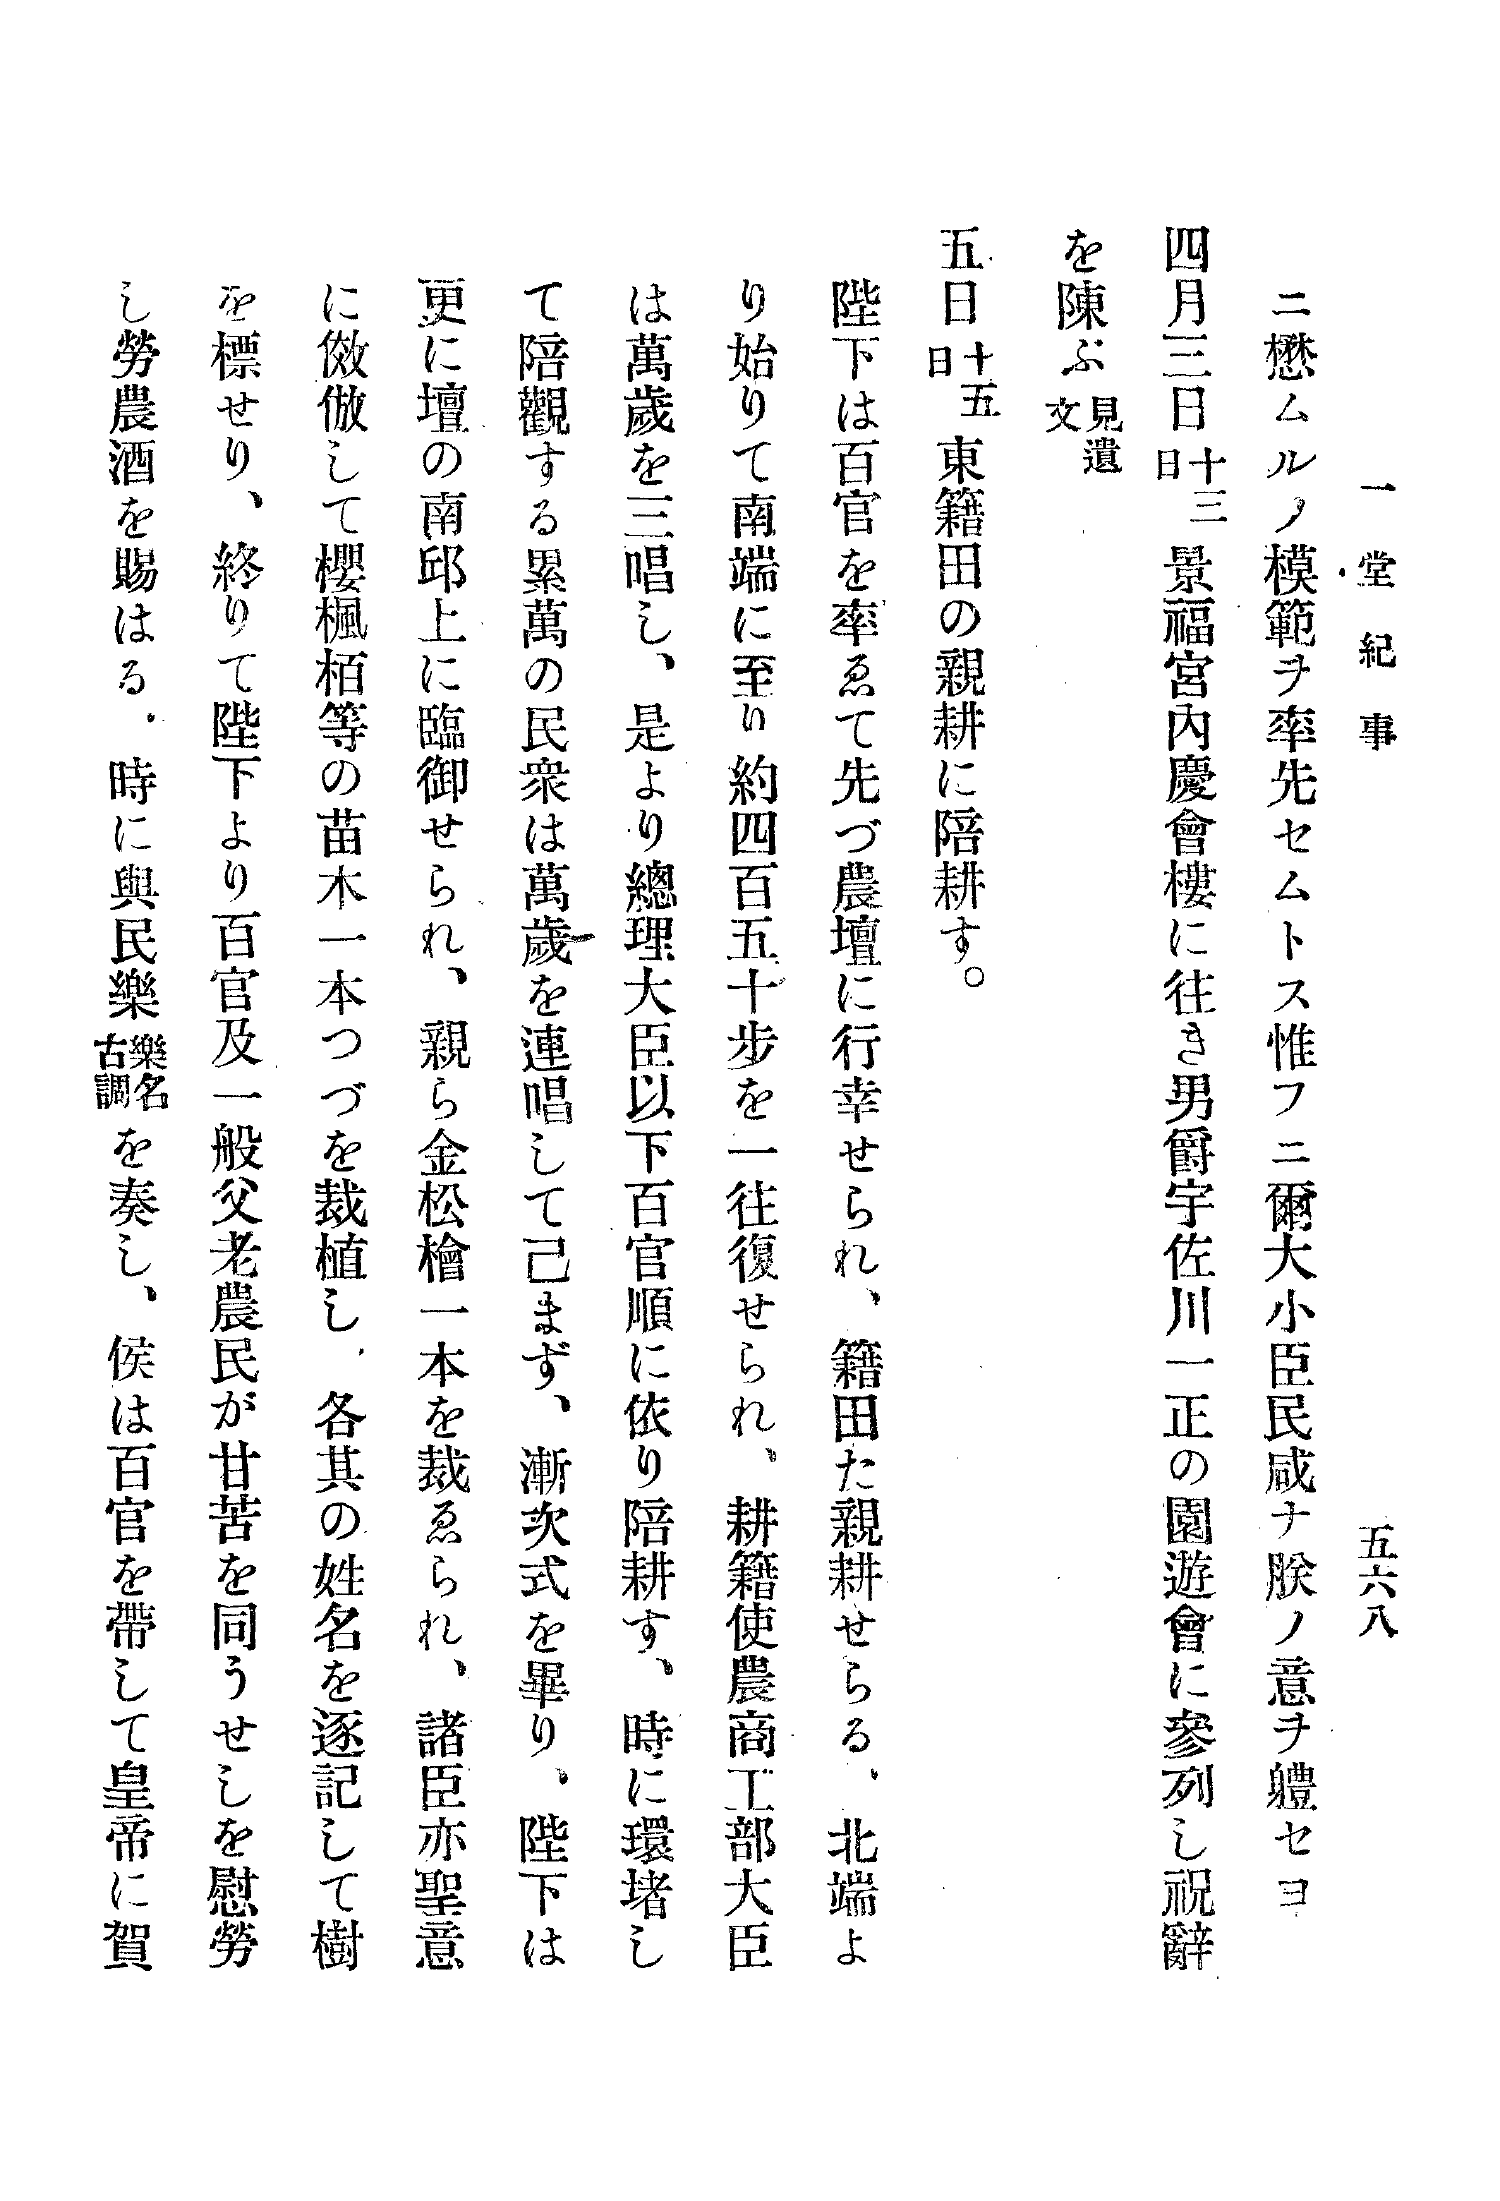 一堂紀事
五六八
ニ懋ムルノ模範ヲ率先セムトス惟フニ爾大小臣民咸ナ朕ノ意ヲ軆セヨ
四月三日十三日景福宮內慶會樓に往き男爵宇佐川一正の園遊會に參列し祝辭
を陳ぶ見遺文
五日十五日東籍田の親耕に陪耕す。
陛下は百官を率ゑて先づ農壇に行幸せられ、籍田た親耕せらる、北端よ
り始りて南端に至り約四百五十步を一往復せられ、耕籍使農商工部大臣
は萬歲を三唱し、是より總理大臣以下百官順に依り陪耕す、時に環堵し
て陪觀する累萬の民衆は萬歲を連唱して己まず、漸次式を畢り、陛下は
更に壇の南邱上に臨御せられ、親ら金松檜一本を裁ゑられ、諸臣亦聖意
に傚倣して櫻楓栢等の苗木一本つづを裁植し、各其の姓名を逐記して樹
を標せり、終りて陛下より百官及一般父老農民が甘苦を同うせしを慰勞
し勞農酒を賜はる、時に與民樂樂名古調を奏し、侯は百官を帶して皇帝に賀